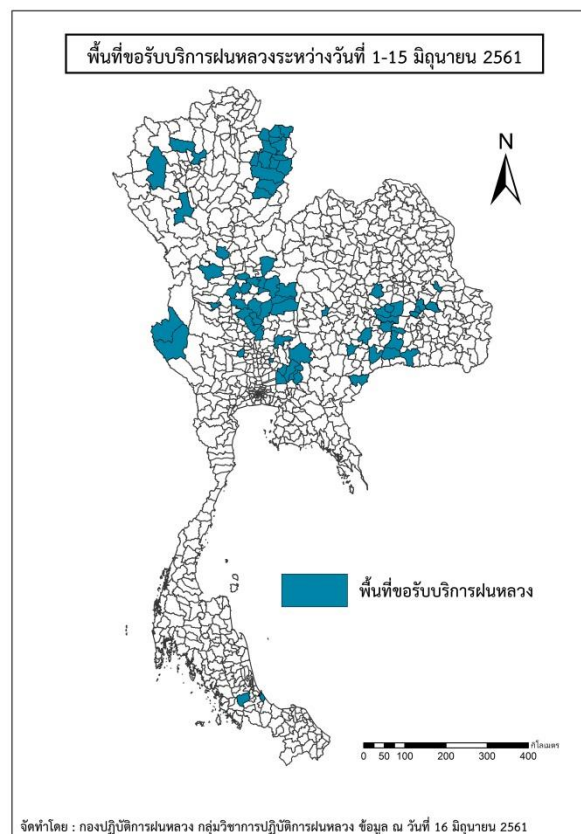 พื้นที่ขอรับบริการฝนหลวงระหว่างวันที่ 1-15 มิถุนายน 2561
N
พื้นที่ขอรับบริการฝนหลวง
กิโลเมตร
0 25 50 100 200 300 400
จัดทำโดย : กองปฏิบัติการฝนหลวง กลุ่มวิชาการปฏิบัติการฝนหลวง ข้อมูล ณ วันที่ 16 มิถุนายน 2561